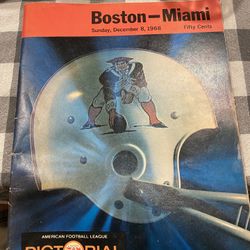 Boston—Miami
Sunday, December 8, 1968
Fifty Cents
AMERICAN FOOTBALL LEAGUE
PICTORIAL